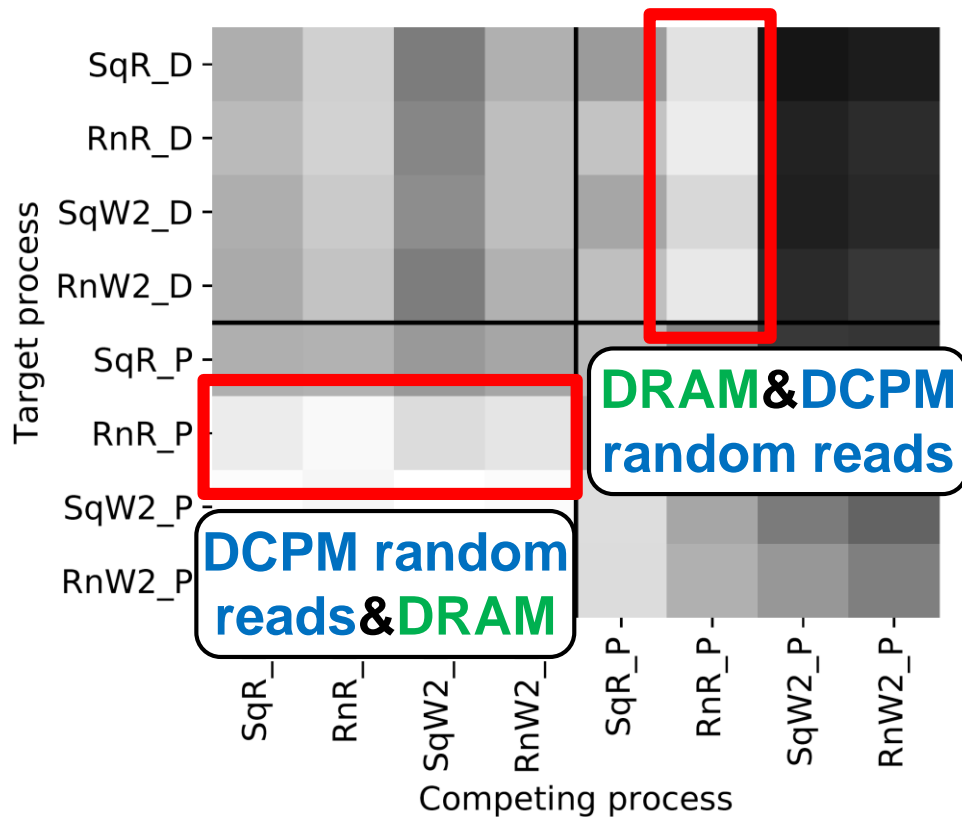 SqR_D
RnR_D
SqW2_D
RnW2_D
SqR_P
RnR_P
SqW2_P
RnW2_P
Target process
DRAM&DCPM
random reads
DCPM random
reads&DRAM
SqR_
RnR_
SqW2_
RnW2_
SqR_P
RnR_P
SqW2_P
RnW2_P
Competing process